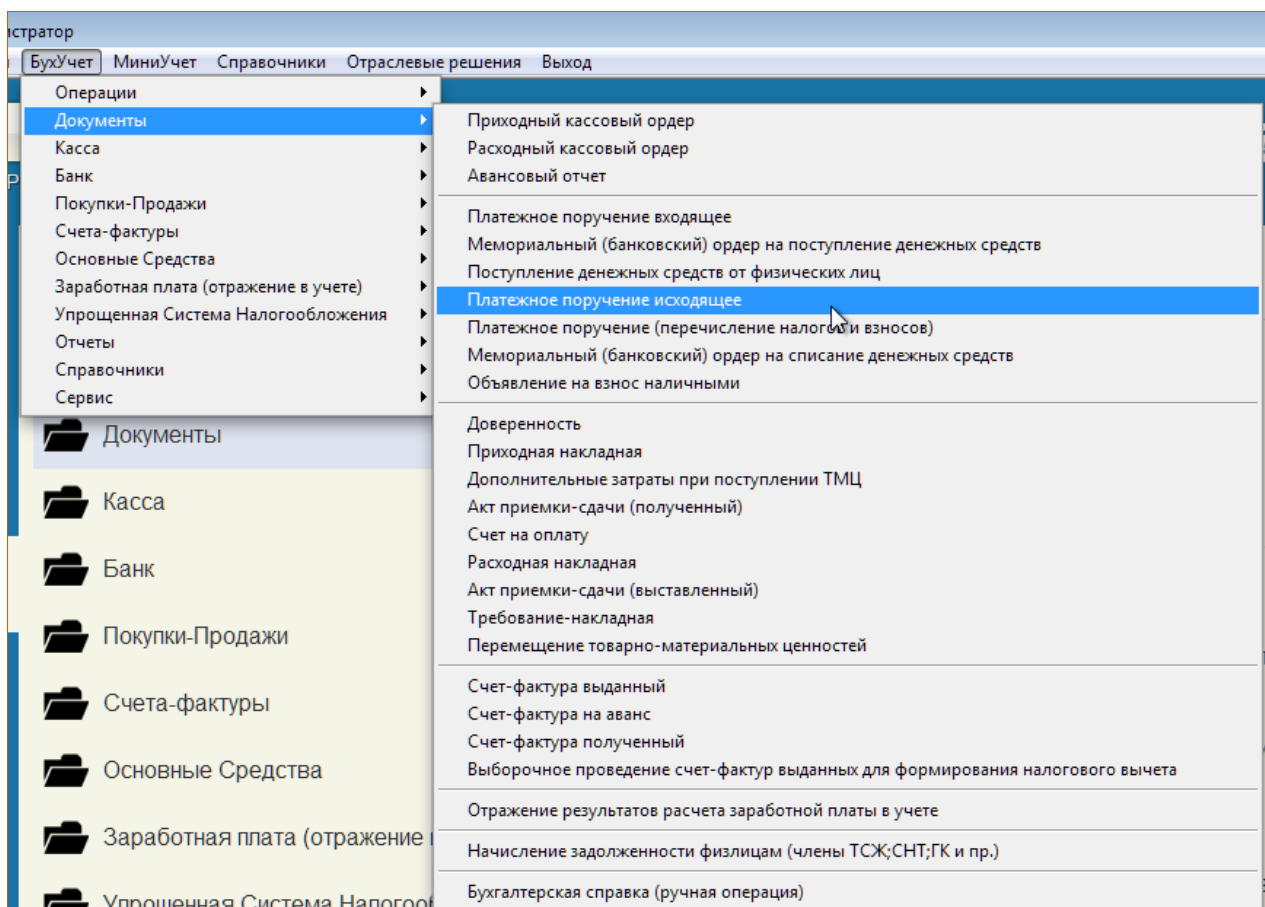 истратор
БухУчет МиниУчет Справочники Отраслевые решения Выход
Операции
Документы
Касса
Банк
Покупки-Продажи
Счета-фактуры
Основные Средства
Заработная плата (отражение в учете)
Упрощенная Система Налогообложения
Отчеты
Справочники
Сервис
Приходный кассовый ордер
Расходный кассовый ордер
Авансовый отчет
Платежное поручение входящее
Мемориальный (банковский) ордер на поступление денежных средств
Поступление денежных средств от физических лиц
Платежное поручение исходящее
Платежное поручение (перечисление налогов и взносов)
Мемориальный (банковский) ордер на списание денежных средств
Объявление на взнос наличными
Доверенность
Приходная накладная
Дополнительные затраты при поступлении ТМЦ
Акт приемки-сдачи (полученный)
Счет на оплату
Расходная накладная
Акт приемки-сдачи (выставленный)
Требование-накладная
Перемещение товарно-материальных ценностей
Счет-фактура выданный
Счет-фактура на аванс
Счет-фактура полученный
Выборочное проведение счет-фактур выданных для формирования налогового вычета
Отражение результатов расчета заработной платы в учете
Начисление задолженности физлицам (члены ТСЖ;СНТ;ГК и пр.)
Бухгалтерская справка (ручная операция)
Документы
Касса
Банк
Покупки-Продажи
Счета-фактуры
Основные Средства
Заработная плата (отражение
Упрощенная Система Налогооб